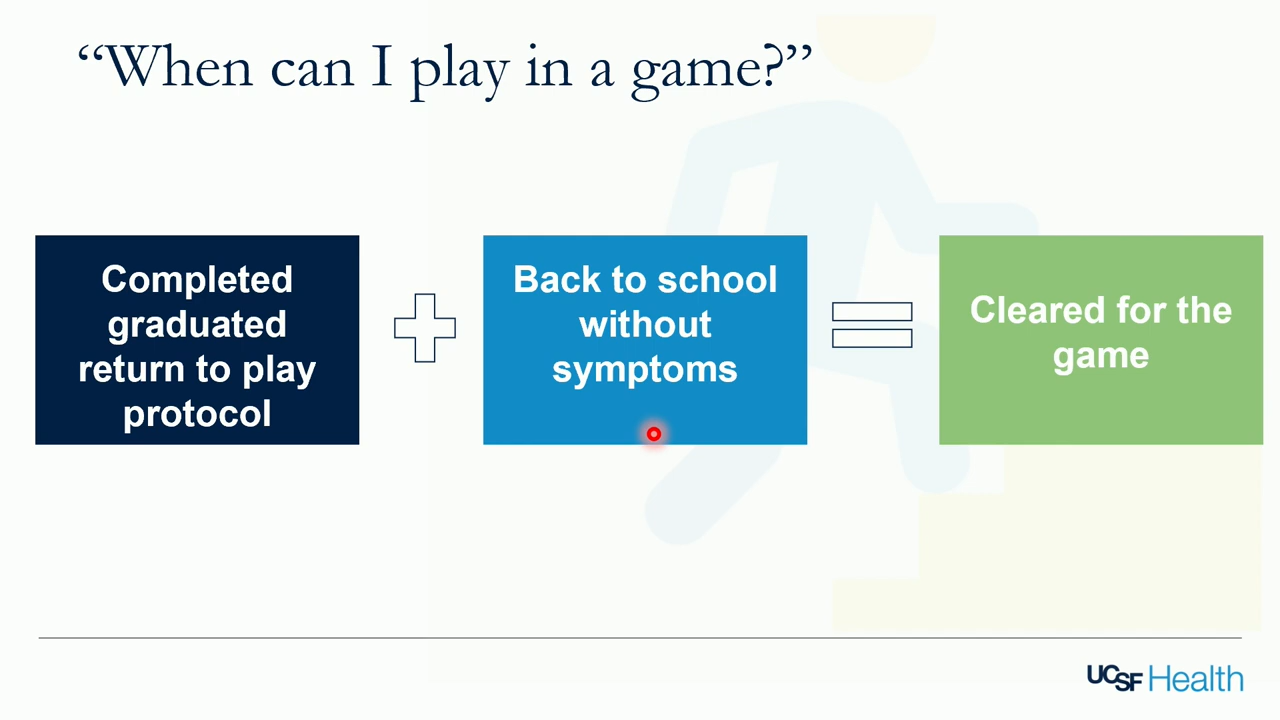 “When can I play in a game?”
Completed
graduated
return to play
protocol
Back to school
without
symptoms
Cleared for the
game
UCSF Health